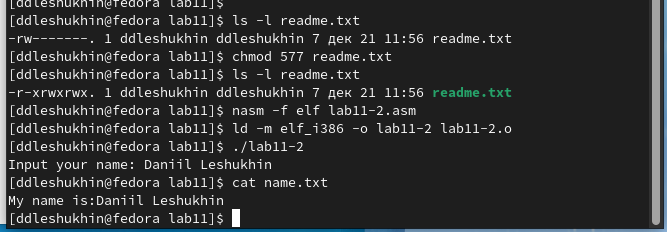 [ddleshukhin@fedora lab11]$
[ddleshukhin@fedora lab11]$ ls -l readme.txt
-rw-------. 1 ddleshukhin ddleshukhin 7 дек 21 11:56 readme.txt
[ddleshukhin@fedora lab11]$ chmod 577 readme.txt
[ddleshukhin@fedora lab11]$ ls -l readme.txt
-r-xrwxrwx. 1 ddleshukhin ddleshukhin 7 дек 21 11:56 readme.txt
[ddleshukhin@fedora lab11]$ nasm -f elf lab11-2.asm
[ddleshukhin@fedora lab11]$ ld -m elf_i386 -o lab11-2 lab11-2.o
[ddleshukhin@fedora lab11]$ ./lab11-2
Input your name: Daniil Leshukhin
[ddleshukhin@fedora lab11]$ cat name.txt
My name is:Daniil Leshukhin
[ddleshukhin@fedora lab11]$